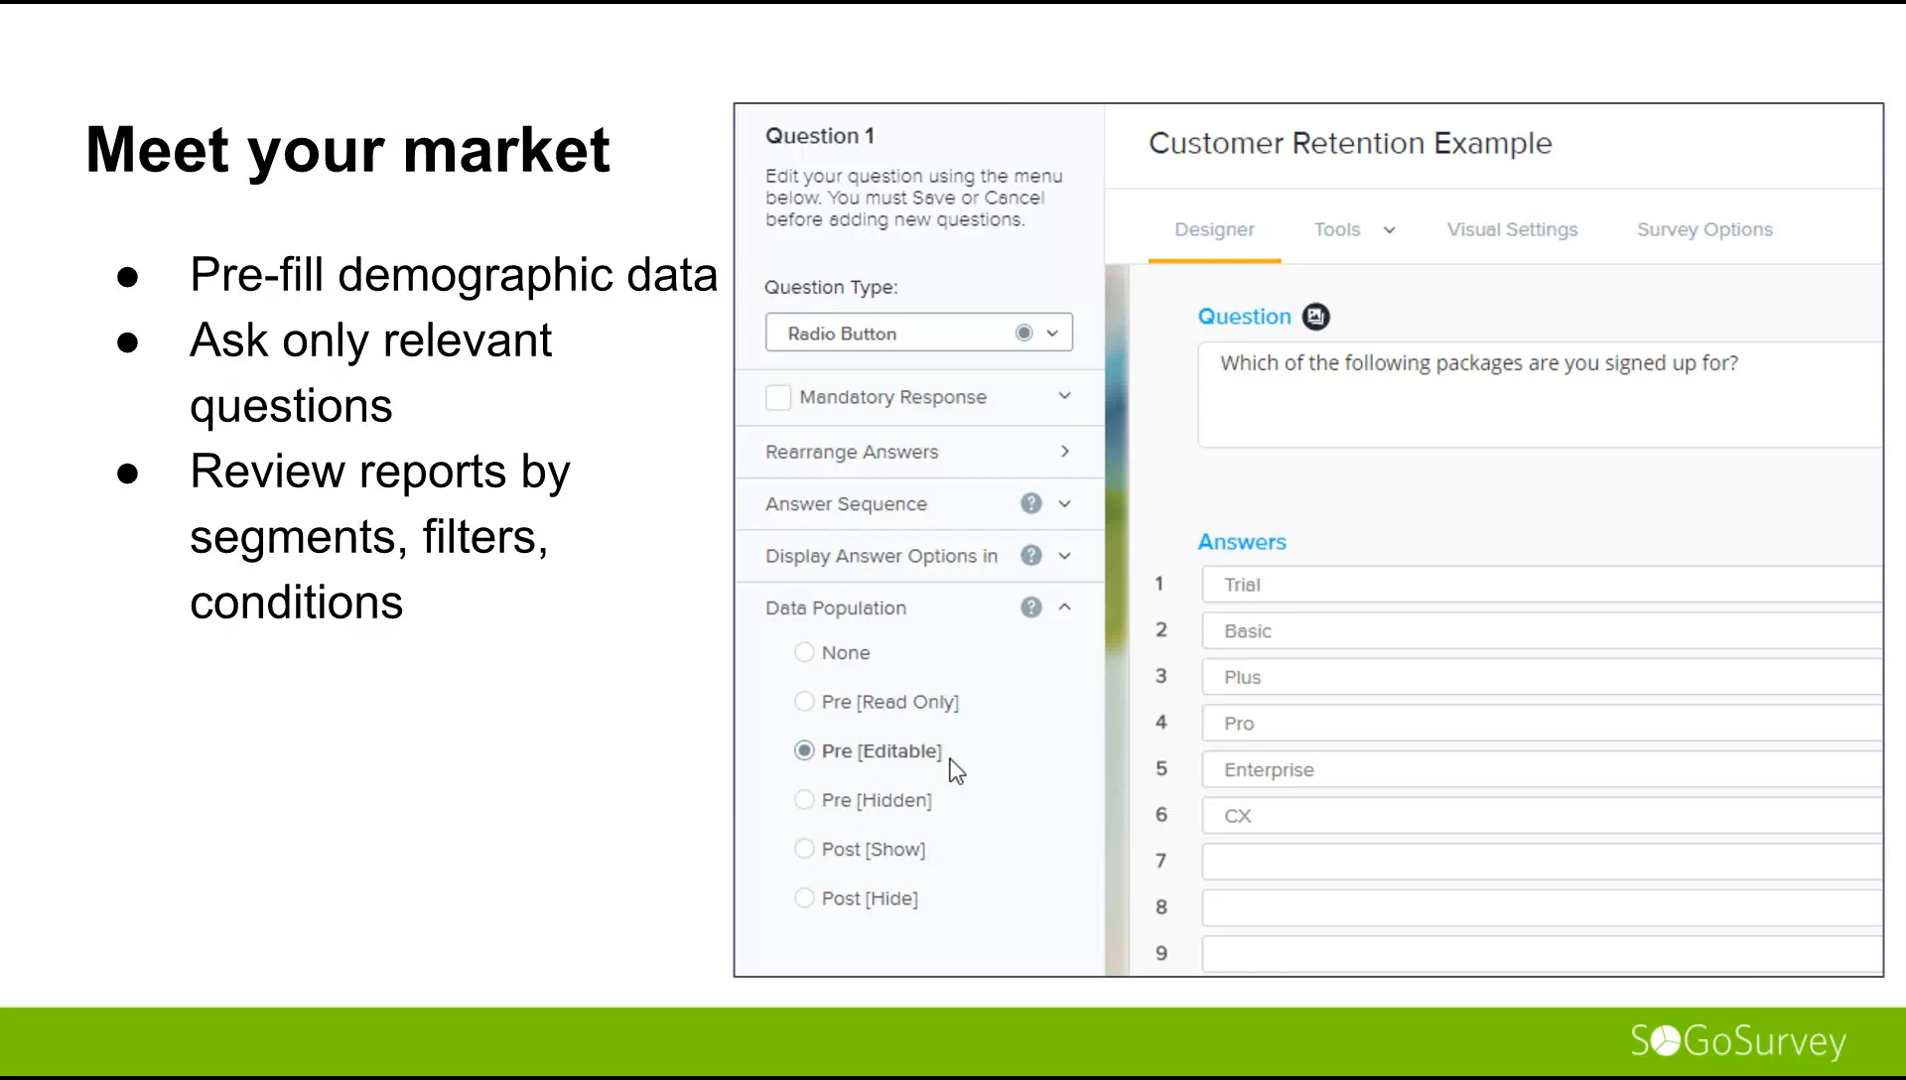 Meet your market
● Pre-fill demographic data
● Ask only relevant
questions
● Review reports by
segments, filters,
conditions
Question 1
Edit your question using the menu
below. You must Save or Cancel
before adding new questions.
Question Type:
Radio Button
Mandatory Response
Rearrange Answers
Answer Sequence ?
Display Answer Options in ?
Data Population ?
None
Pre [Read Only]
Pre [Editable]
Pre [Hidden]
Post [Show]
Post [Hide]
Customer Retention Example
Designer Tools Visual Settings Survey Options
Question
Which of the following packages are you signed up for?
Answers
1 Trial
2 Basic
3 Plus
4 Pro
5 Enterprise
6 CX
7
8
9
SoGoSurvey